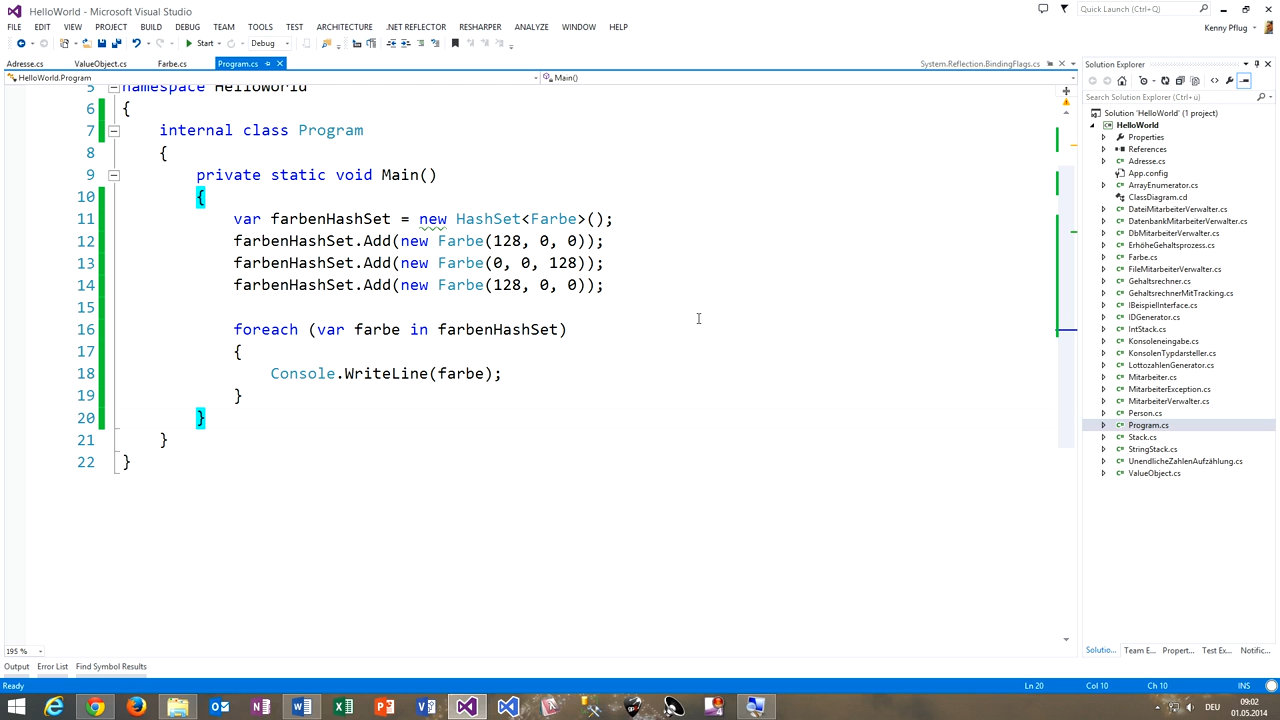 HelloWorld - Microsoft Visual Studio
Quick Launch (Ctrl+Q)
FILE EDIT VIEW PROJECT BUILD DEBUG TEAM TOOLS TEST ARCHITECTURE .NET REFLECTOR RESHARPER ANALYZE WINDOW HELP
Kenny Pflug
Start Debug
Adresse.cs ValueObject.cs Farbe.cs Program.cs System.Reflection.BindingFlags.cs
HelloWorld.Program Main()
5 namespace HelloWorld
6 {
7 internal class Program
8 {
9 private static void Main()
10 {
11 var farbenHashSet = new HashSet<Farbe>();
12 farbenHashSet.Add(new Farbe(128, 0, 0));
13 farbenHashSet.Add(new Farbe(0, 0, 128));
14 farbenHashSet.Add(new Farbe(128, 0, 0));
15
16 foreach (var farbe in farbenHashSet)
17 {
18 Console.WriteLine(farbe);
19 }
20 }
21 }
22 }
195 %
Output Error List Find Symbol Results
Solution Explorer
Search Solution Explorer (Ctrl+ü)
Solution 'HelloWorld' (1 project)
HelloWorld
Properties
References
Adresse.cs
App.config
ArrayEnumerator.cs
ClassDiagram.cd
DateiMitarbeiterVerwalter.cs
DatenbankMitarbeiterVerwalter.cs
DbMitarbeiterVerwalter.cs
ErhöheGehaltsprozess.cs
Farbe.cs
FileMitarbeiterVerwalter.cs
Gehaltsrechner.cs
GehaltsrechnerMitTracking.cs
IBeispielInterface.cs
IDGenerator.cs
IntStack.cs
Konsoleneingabe.cs
KonsolenTypdarsteller.cs
LottozahlenGenerator.cs
Mitarbeiter.cs
MitarbeiterException.cs
MitarbeiterVerwalter.cs
Person.cs
Program.cs
Stack.cs
StringStack.cs
UnendlicheZahlenAufzählung.cs
ValueObject.cs
Solutio... Team E... Propert... Test Ex... Notific...
Ready Ln 20 Col 10 Ch 10 INS
DEU 09:02
01.05.2014